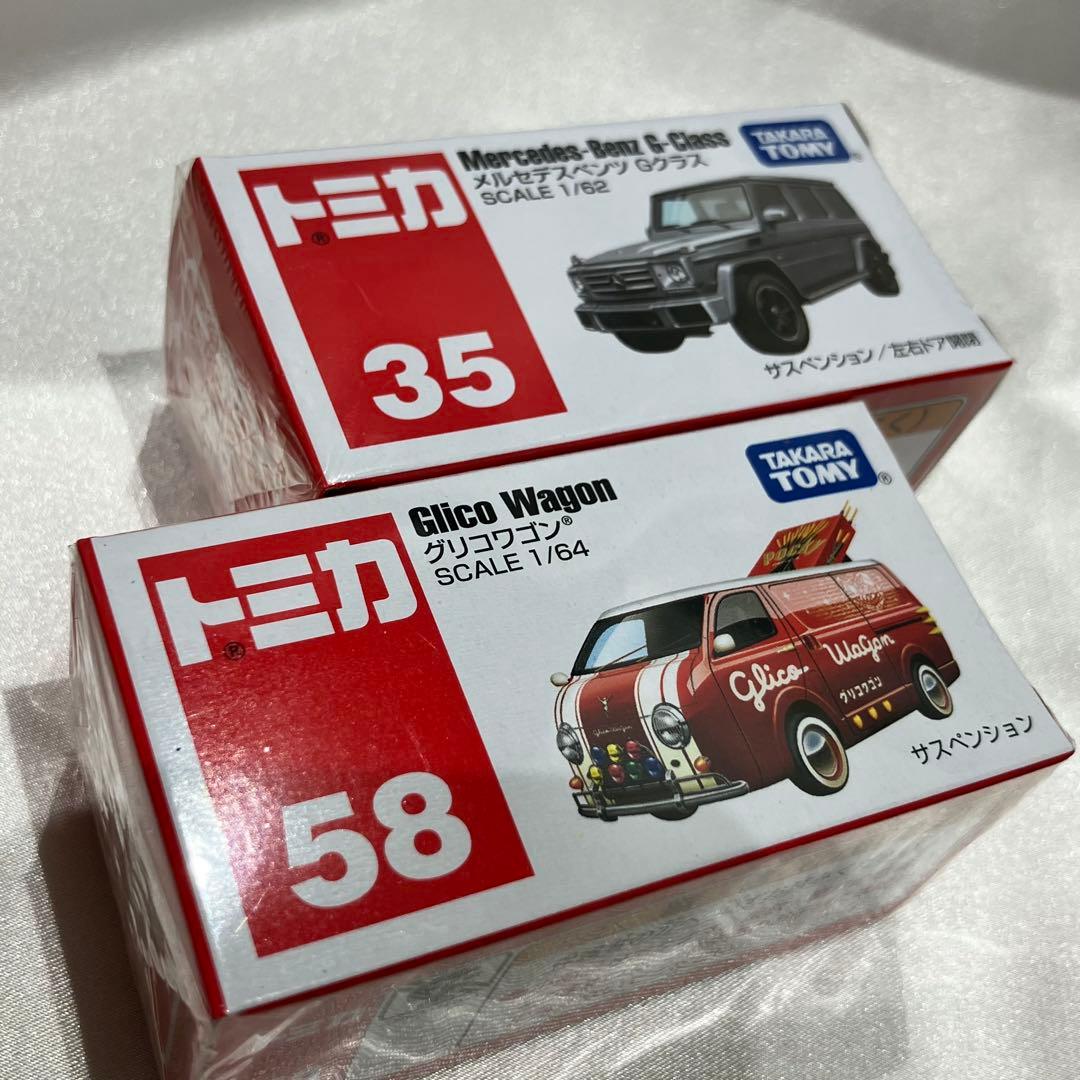 トミカ®
35
Mercedes-Benz G-Class
メルセデスベンツ Gクラス
SCALE 1/62
TAKARA
TOMY®
サスペンション/左右ドア開閉
トミカ®
58
Glico Wagon
グリコワゴン®
SCALE 1/64
TAKARA
TOMY®
POCKY
Glico Wagon
グリコワゴン
Glico Wagon
サスペンション